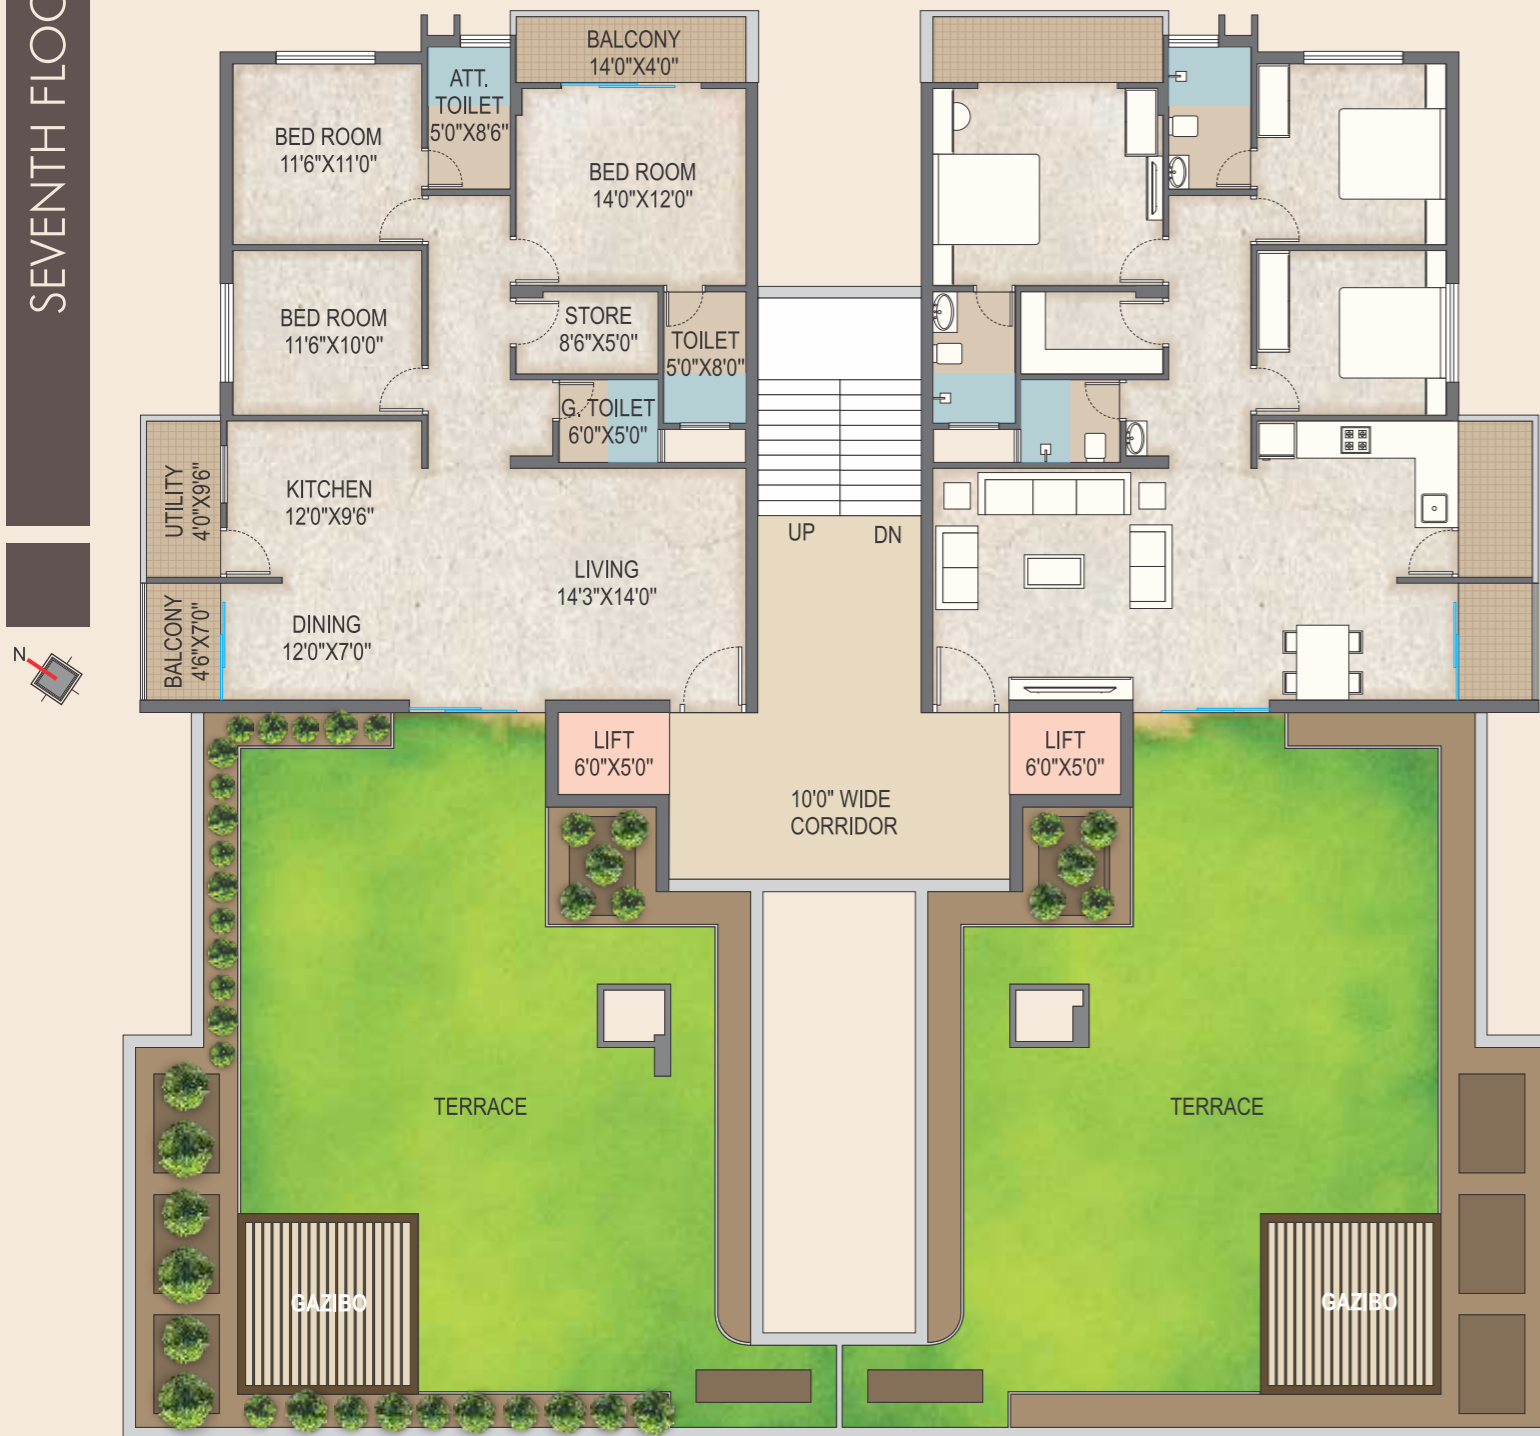 SEVENTH FLOO
N
BALCONY
14'0"X4'0"
ATT.
TOILET
5'0"X8'6"
BED ROOM
11'6"X11'0"
BED ROOM
14'0"X12'0"
BED ROOM
11'6"X10'0"
STORE
8'6"X5'0"
TOILET
5'0"X8'0"
G. TOILET
6'0"X5'0"
UTILITY
4'0"X9'6"
KITCHEN
12'0"X9'6"
LIVING
14'3"X14'0"
BALCONY
4'6"X7'0"
DINING
12'0"X7'0"
UP
DN
LIFT
6'0"X5'0"
LIFT
6'0"X5'0"
10'0" WIDE
CORRIDOR
TERRACE
TERRACE
GAZIBO
GAZIBO